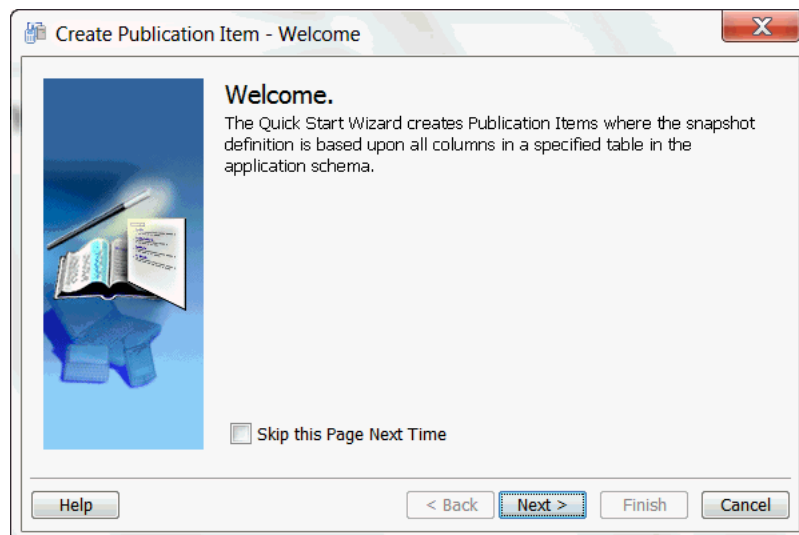 Create Publication Item - Welcome
X
Welcome.
The Quick Start Wizard creates Publication Items where the snapshot
definition is based upon all columns in a specified table in the
application schema.
Skip this Page Next Time
Help
< Back
Next >
Finish
Cancel